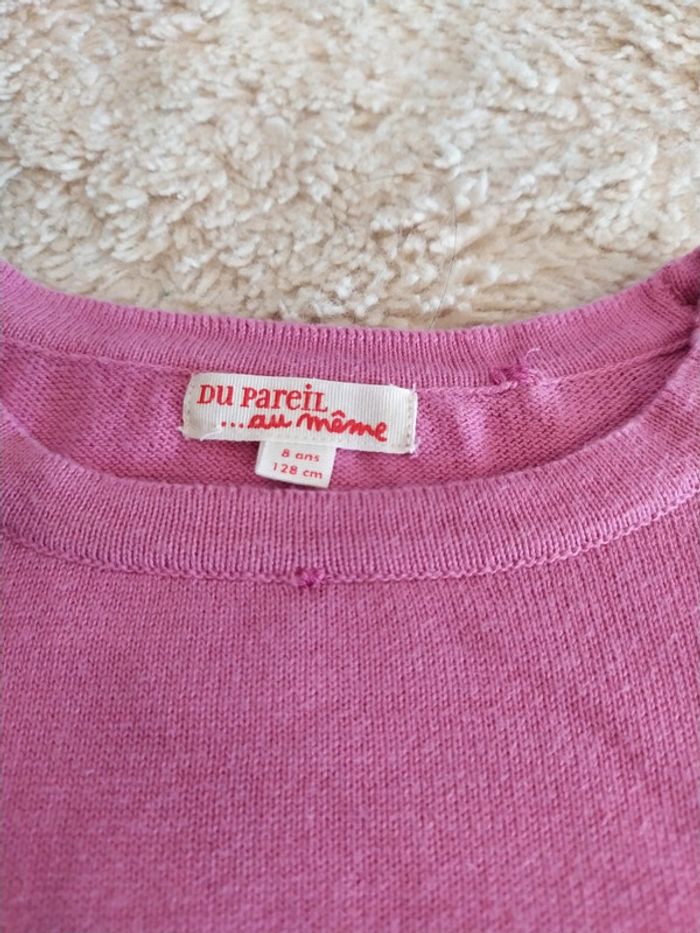 DU PAREIL
...au même
8 ans
128 cm